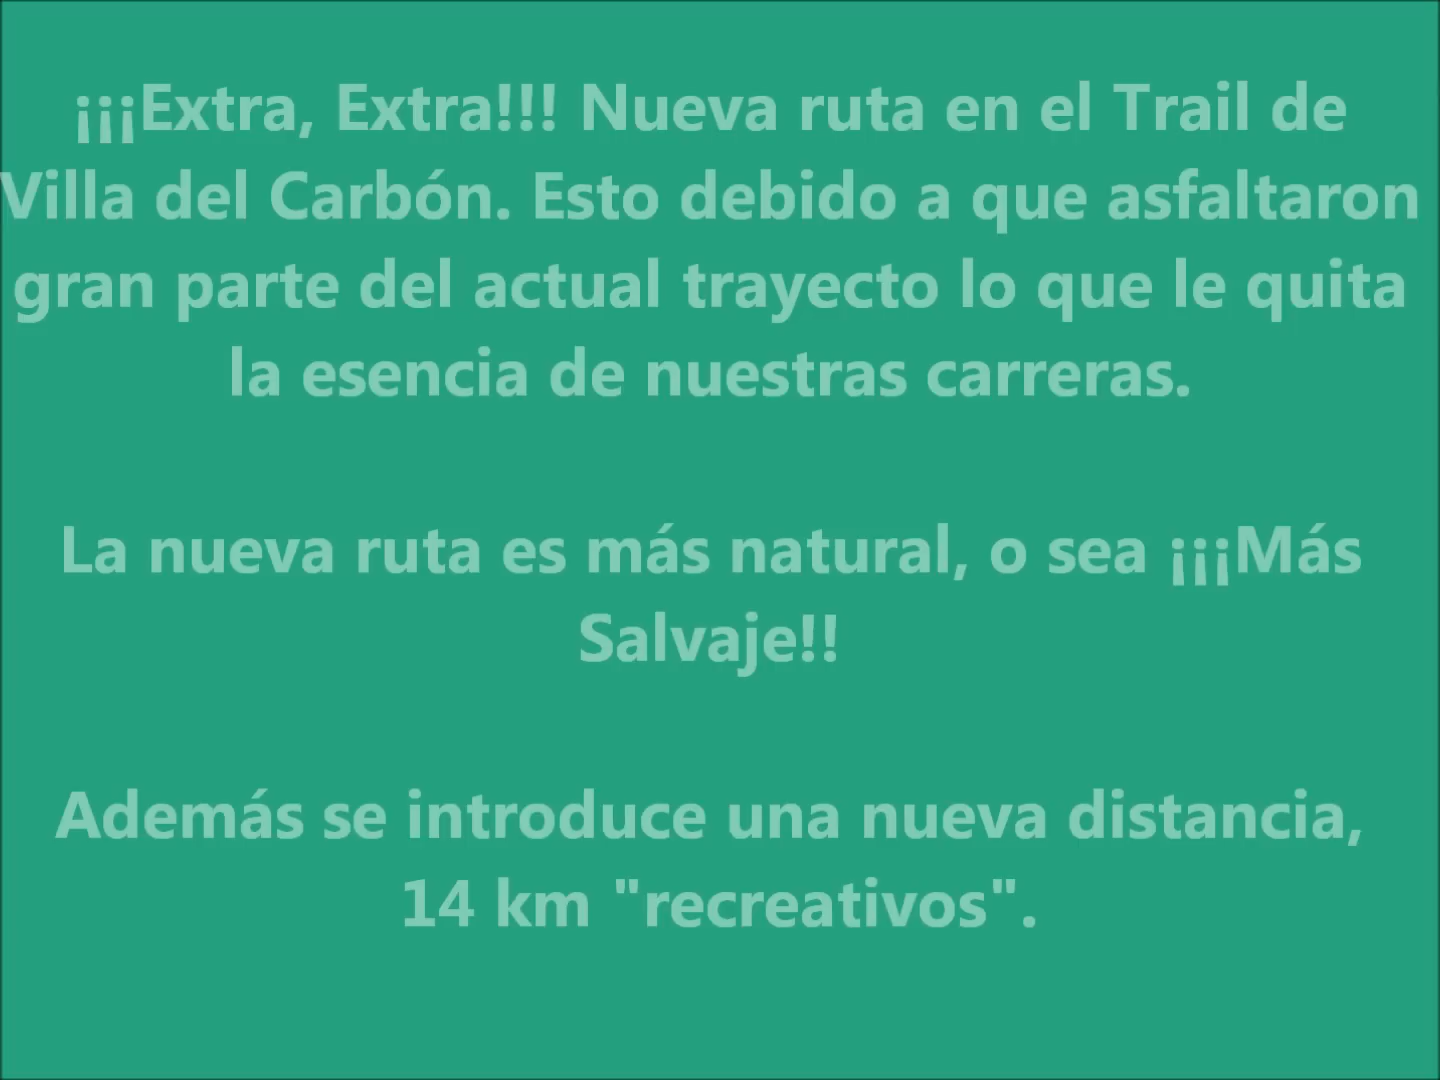 ¡¡¡Extra, Extra!!! Nueva ruta en el Trail de
Villa del Carbón. Esto debido a que asfaltaron
gran parte del actual trayecto lo que le quita
la esencia de nuestras carreras.
La nueva ruta es más natural, o sea ¡¡¡Más
Salvaje!!
Además se introduce una nueva distancia,
14 km "recreativos".